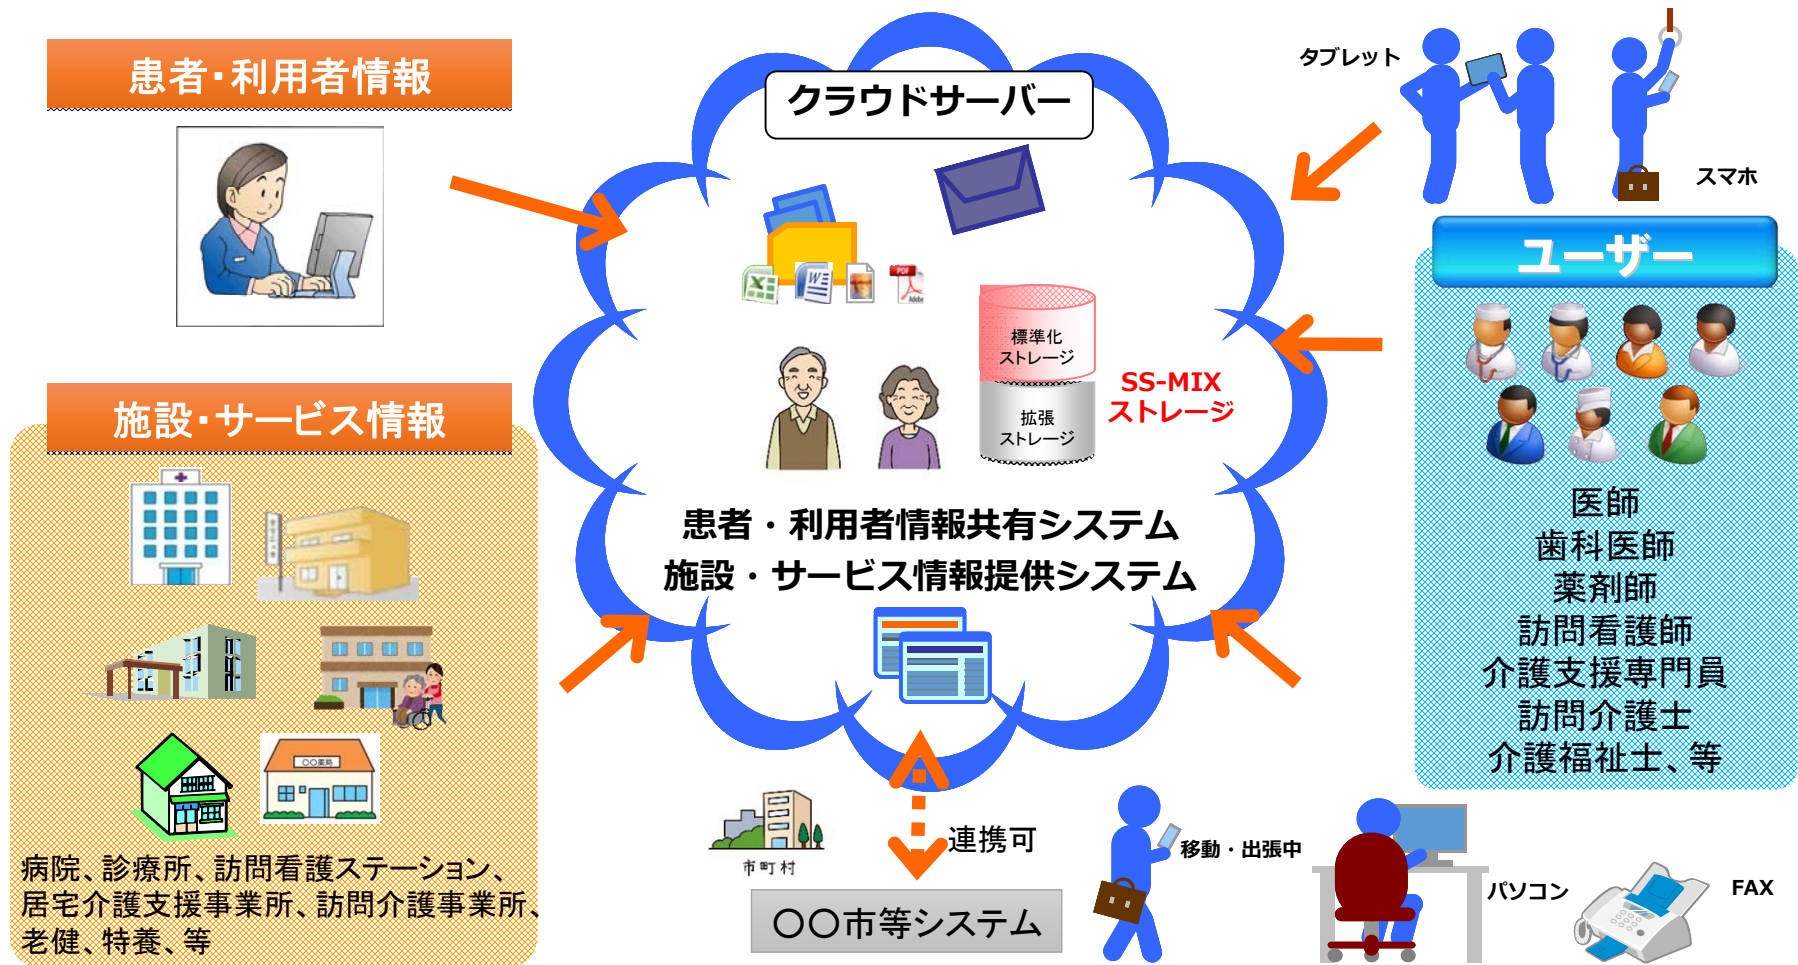 患者・利用者情報
クラウドサーバー
タブレット
スマホ
ユーザー
PDF
Adobe
標準化
ストレージ
拡張
ストレージ
SS-MIX
ストレージ
施設・サービス情報
患者・利用者情報共有システム
施設・サービス情報提供システム
医師
歯科医師
薬剤師
訪問看護師
介護支援専門員
訪問介護士
介護福祉士、等
〇〇薬局
病院、診療所、訪問看護ステーション、
居宅介護支援事業所、訪問介護事業所、
老健、特養、等
市町村
連携可
〇〇市等システム
移動・出張中
パソコン
FAX